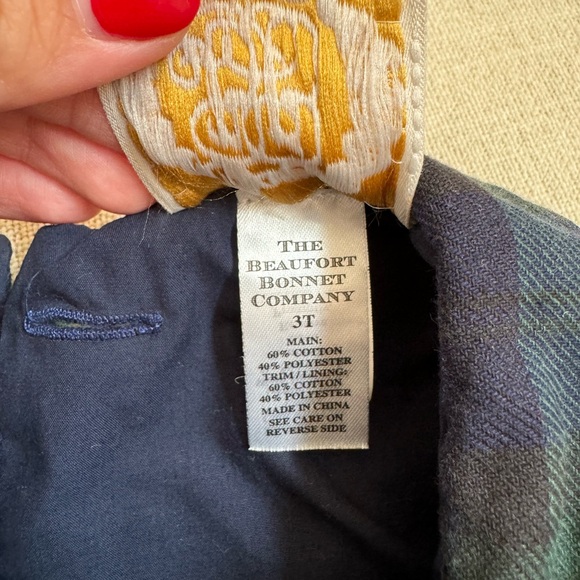 THE
BEAUFORT
BONNET
COMPANY
3T
MAIN:
60% COTTON
40% POLYESTER
TRIM / LINING:
60% COTTON
40% POLYESTER
MADE IN CHINA
SEE CARE ON
REVERSE SIDE